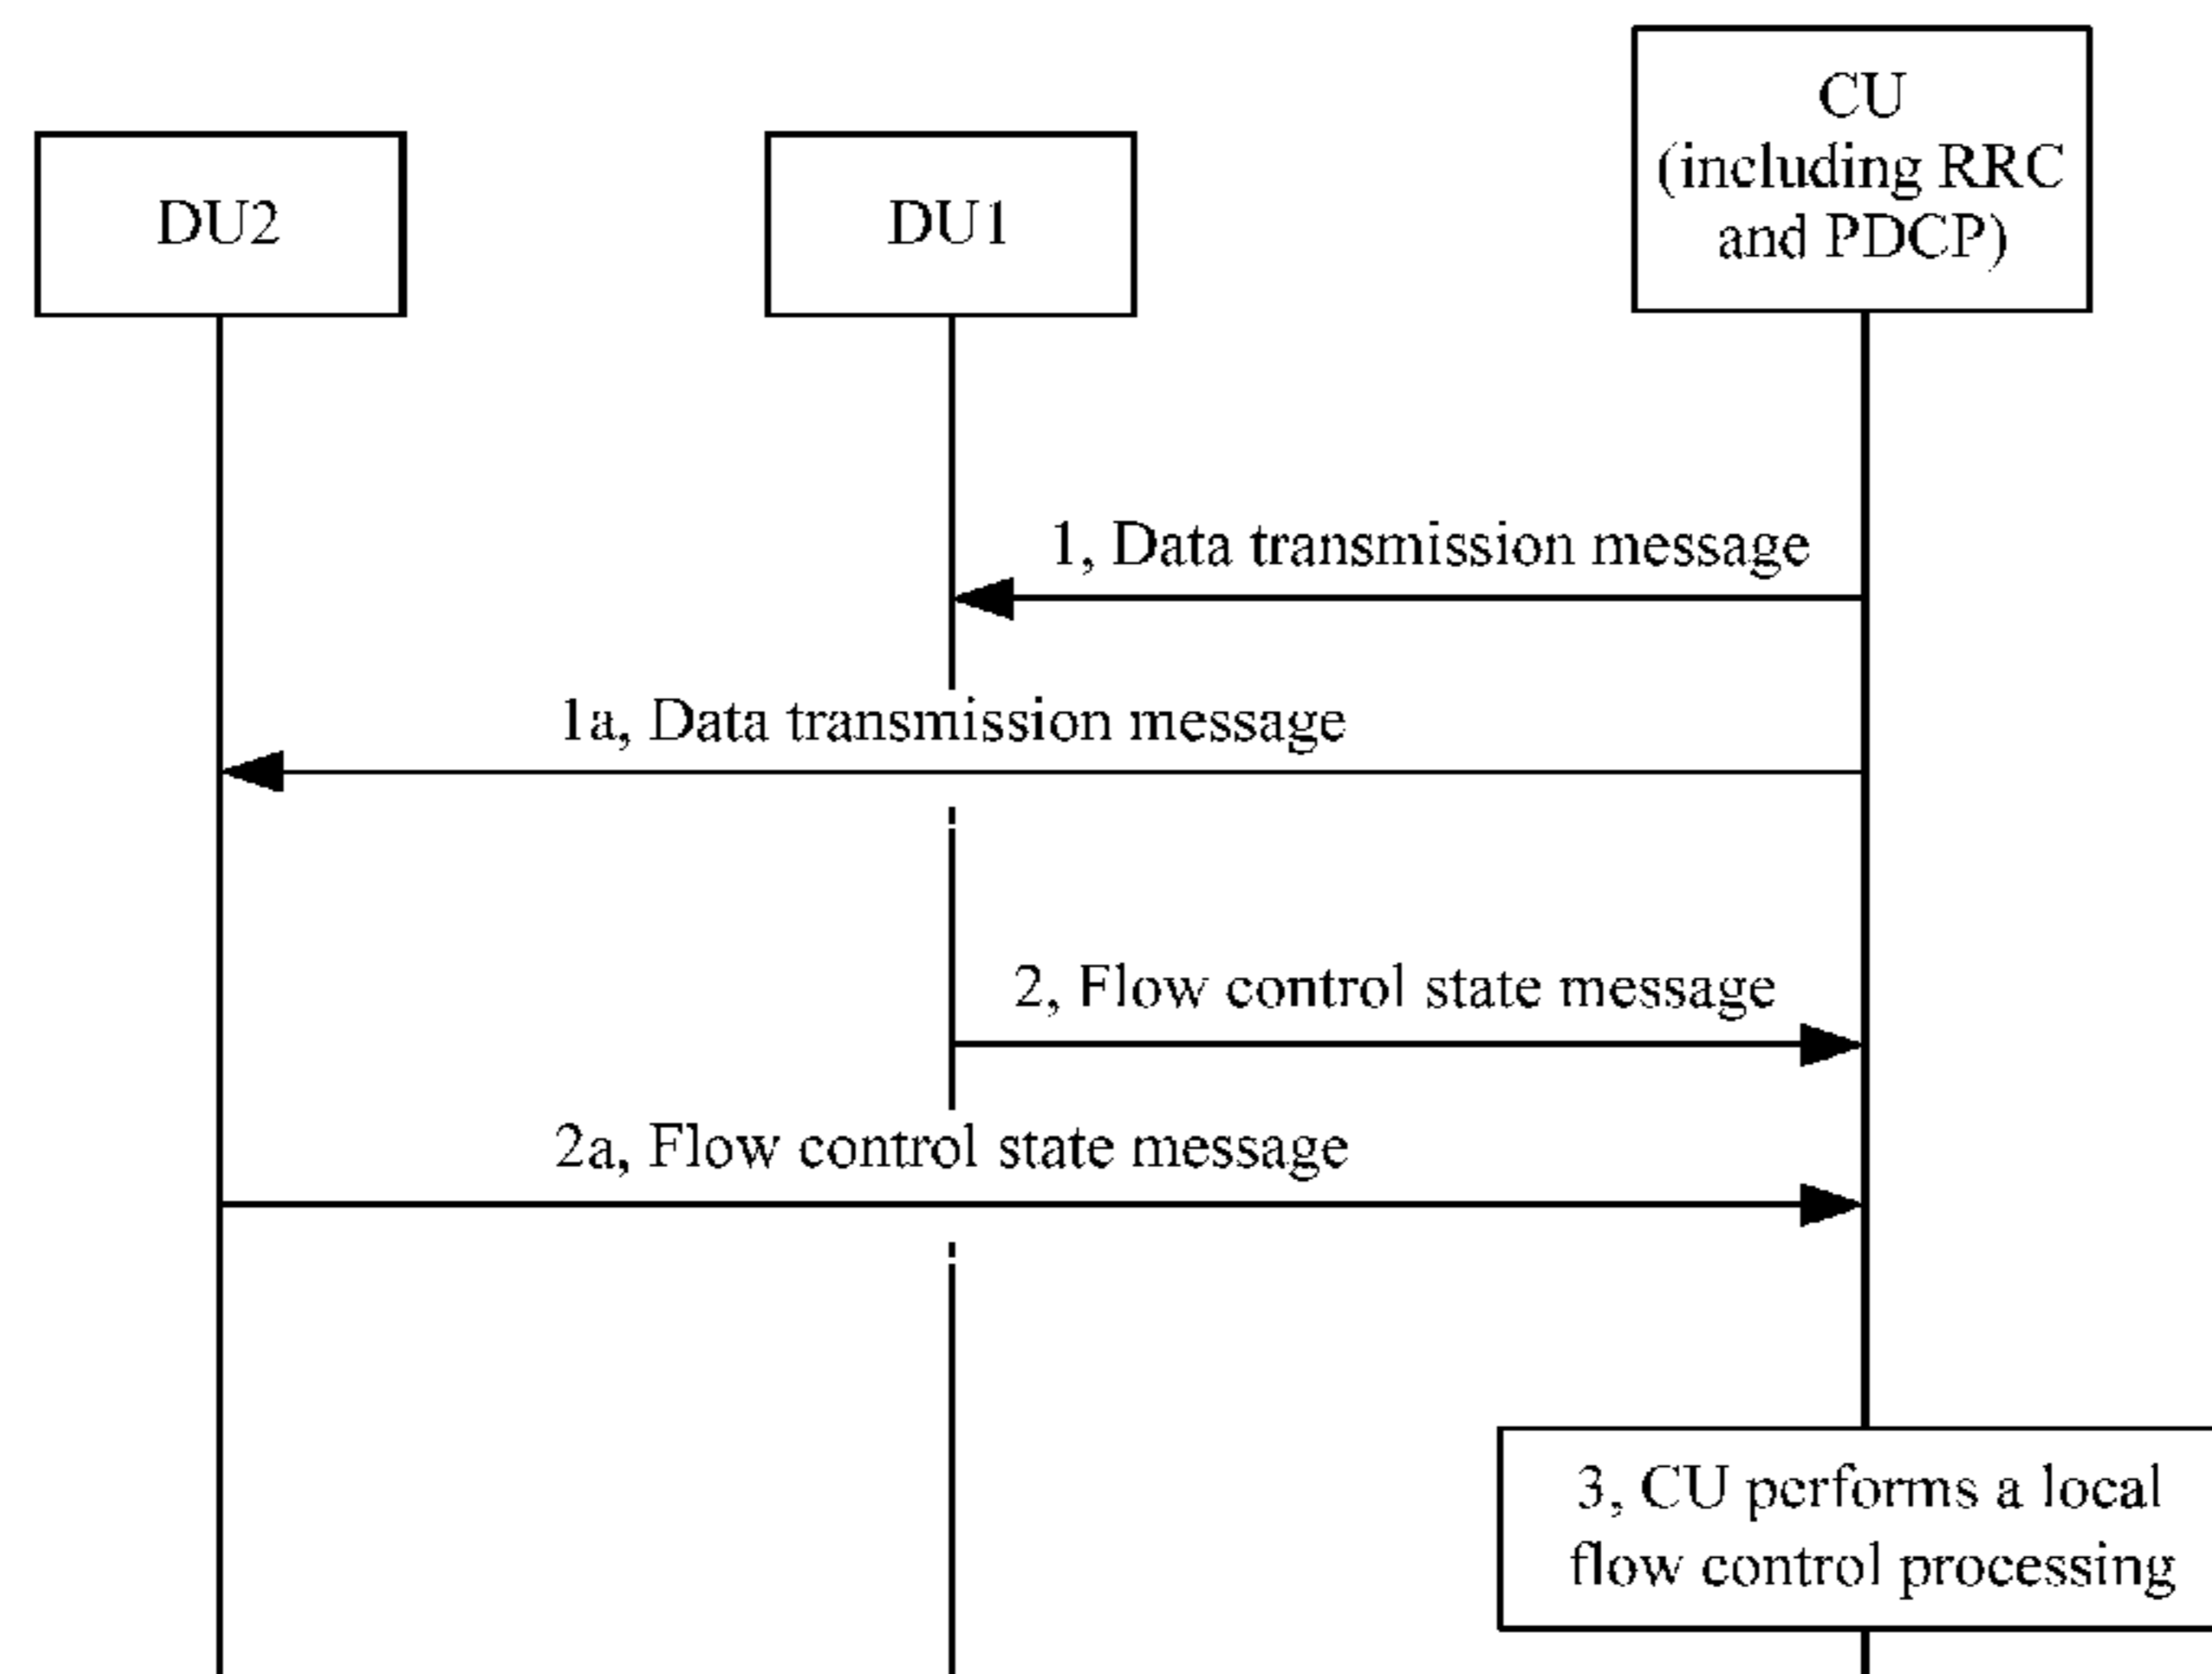 DU2
DU1
CU
(including RRC
and PDCP)
1, Data transmission message
1a, Data transmission message
2, Flow control state message
2a, Flow control state message
3, CU performs a local
flow control processing